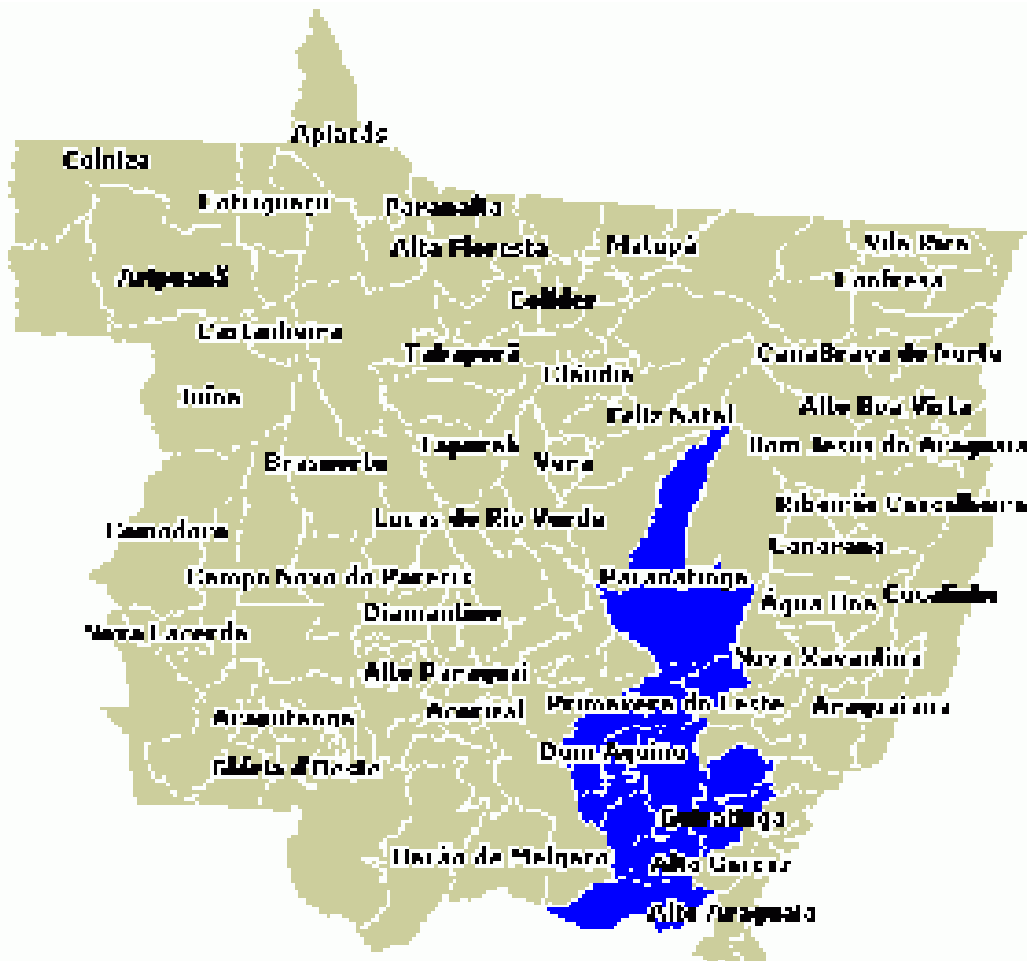 Apiacás
Colniza
Cotriguaçu
Paranaíta
Alta Floresta
Matupá
Vila Rica
Confresa
Aripuanã
Colider
Castanheira
Tabaporã
CanaBrava do Norte
Cláudia
Juína
Alto Boa Vista
Feliz Natal
Tapurah
Bom Jesus do Araguaia
Brasnorte
Vera
Ribeirão Cascalheira
Lucas do Rio Verde
Comodoro
Canarana
Campo Novo do Parecis
Paranatinga
Água Boa
Cocalinho
Diamantino
Nova Lacerda
Nova Xavantina
Alto Paraguai
Primavera do Leste
Araguaiana
Araputanga
Acorizal
Dom Aquino
Glória d'Oeste
Guiratinga
Barão de Melgaço
Alto Garças
Alto Araguaia